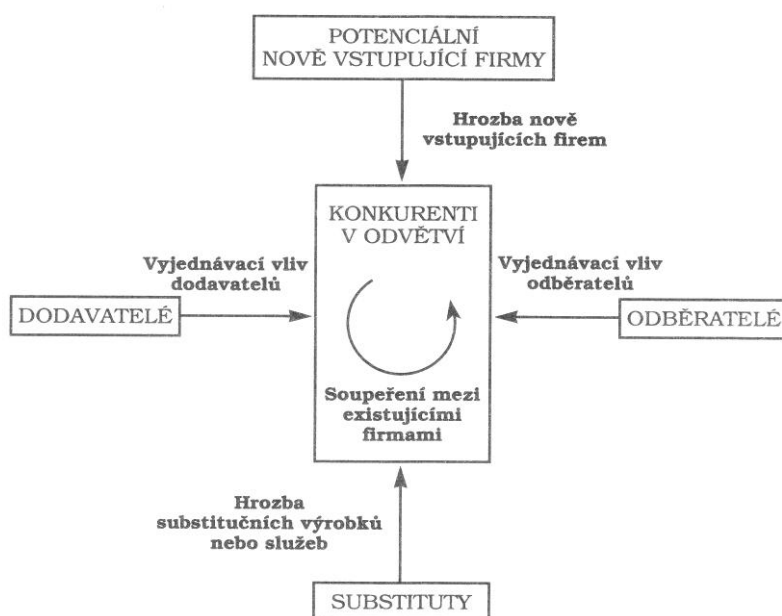 POTENCIÁLNÍ
NOVĚ VSTUPUJÍCÍ FIRMY
Hrozba nově
vstupujících firem
KONKURENTI
V ODVĚTVÍ
Vyjednávací vliv
dodavatelů
Vyjednávací vliv
odběratelů
DODAVATELÉ
ODBĚRATELÉ
Soupeření mezi
existujícími
firmami
Hrozba
substitučních výrobků
nebo služeb
SUBSTITUTY